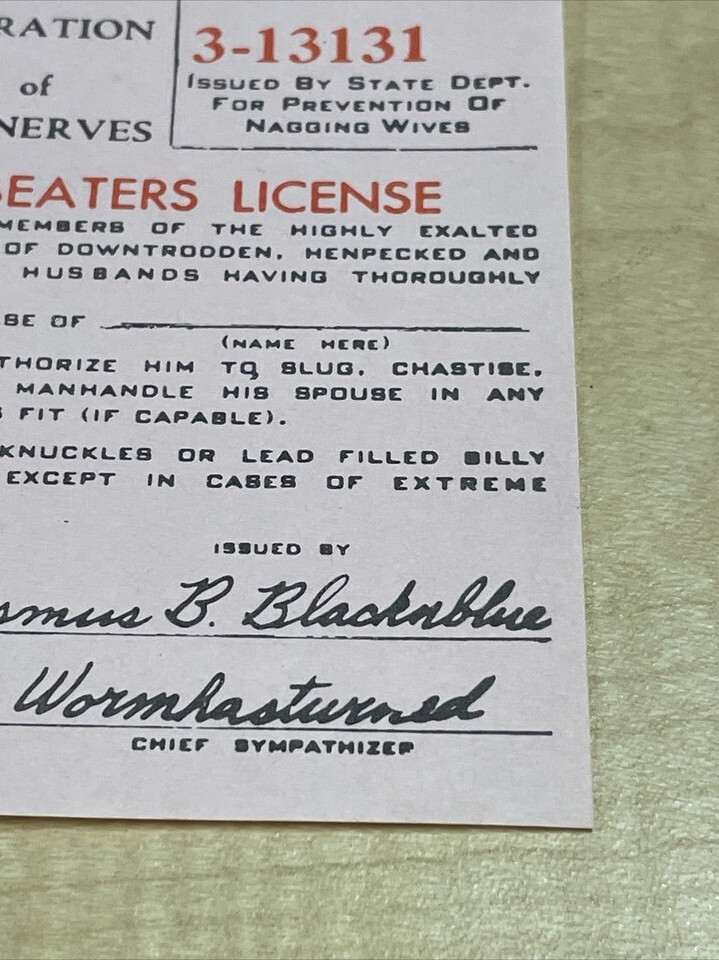 RATION
of
NERVES
3-13131
ISSUED BY STATE DEPT.
FOR PREVENTION OF
NAGGING WIVES
BEATERS LICENSE
MEMBERS OF THE HIGHLY EXALTED
OF DOWNTRODDEN, HENPECKED AND
HUSBANDS HAVING THOROUGHLY
SE OF
(NAME HERE)
THORIZE HIM TO SLUG, CHASTISE,
MANHANDLE HIS SPOUSE IN ANY
S FIT (IF CAPABLE).
KNUCKLES OR LEAD FILLED BILLY
EXCEPT IN CASES OF EXTREME
ISSUED BY
smus B. Blacknblue
Wormhasturned
CHIEF SYMPATHIZER